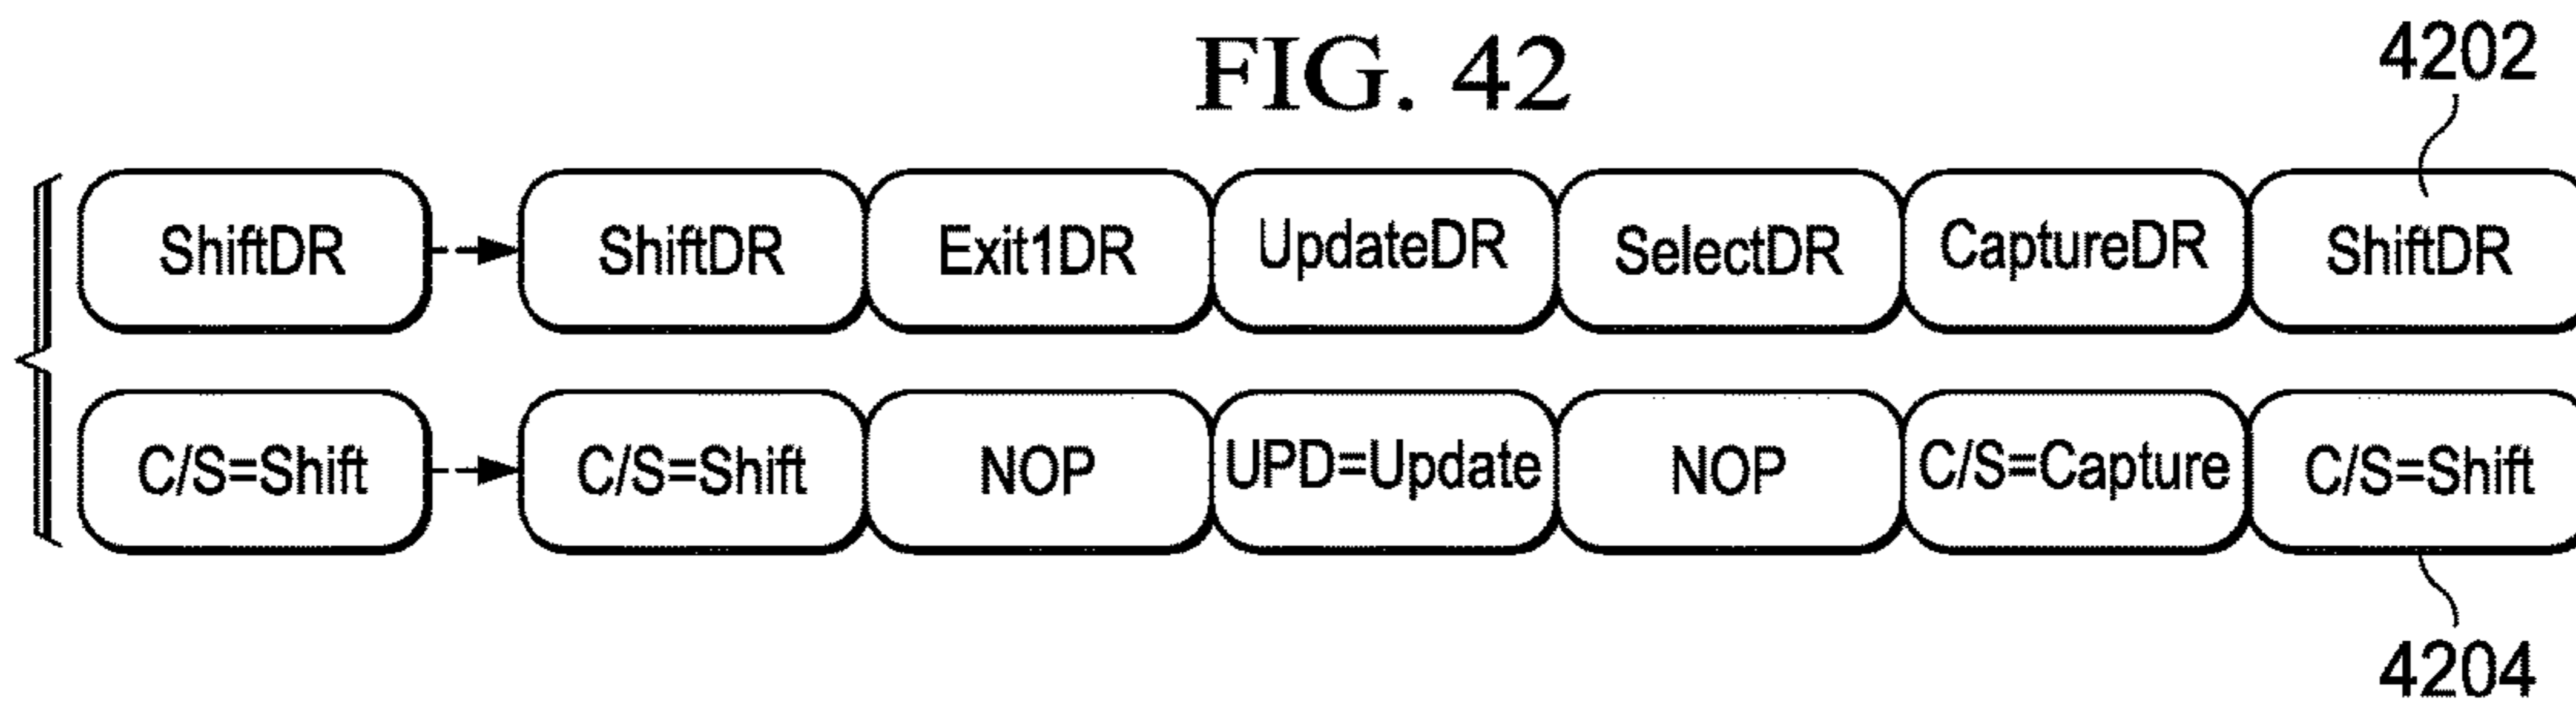 FIG. 42
4202
ShiftDR ShiftDR Exit1DR UpdateDR SelectDR CaptureDR ShiftDR
C/S=Shift C/S=Shift NOP UPD=Update NOP C/S=Capture C/S=Shift
4204